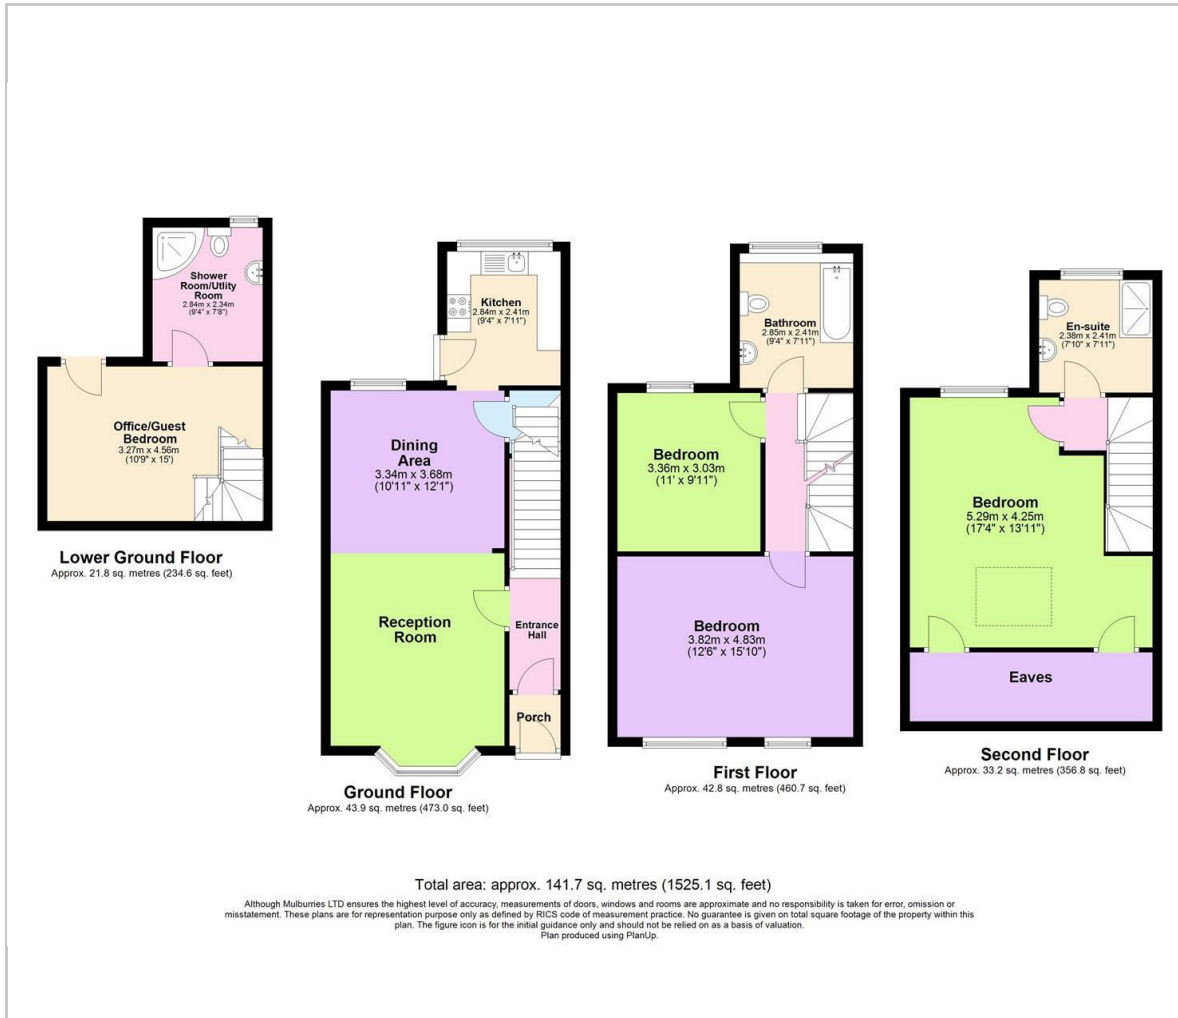 Shower
Room/Utlity
Room
2.84m x 2.34m
(9'4" x 7'8")
Office/Guest
Bedroom
3.27m x 4.56m
(10'9" x 15')
Lower Ground Floor
Approx. 21.8 sq. metres (234.6 sq. feet)
Kitchen
2.84m x 2.41m
(9'4" x 7'11")
Dining
Area
3.34m x 3.68m
(10'11" x 12'1")
Reception
Room
Entrance
Hall
Porch
Ground Floor
Approx. 43.9 sq. metres (473.0 sq. feet)
Bathroom
2.85m x 2.41m
(9'4" x 7'11")
Bedroom
3.36m x 3.03m
(11' x 9'11")
Bedroom
3.82m x 4.83m
(12'6" x 15'10")
First Floor
Approx. 42.8 sq. metres (460.7 sq. feet)
En-suite
2.38m x 2.41m
(7'10" x 7'11")
Bedroom
5.29m x 4.25m
(17'4" x 13'11")
Eaves
Second Floor
Approx. 33.2 sq. metres (356.8 sq. feet)
Total area: approx. 141.7 sq. metres (1525.1 sq. feet)
Although Mulburries LTD ensures the highest level of accuracy, measurements of doors, windows and rooms are approximate and no responsibility is taken for error, omission or
misstatement. These plans are for representation purpose only as defined by RICS code of measurement practice. No guarantee is given on total square footage of the property within this
plan. The figure icon is for the initial guidance only and should not be relied on as a basis of valuation.
Plan produced using PlanUp.